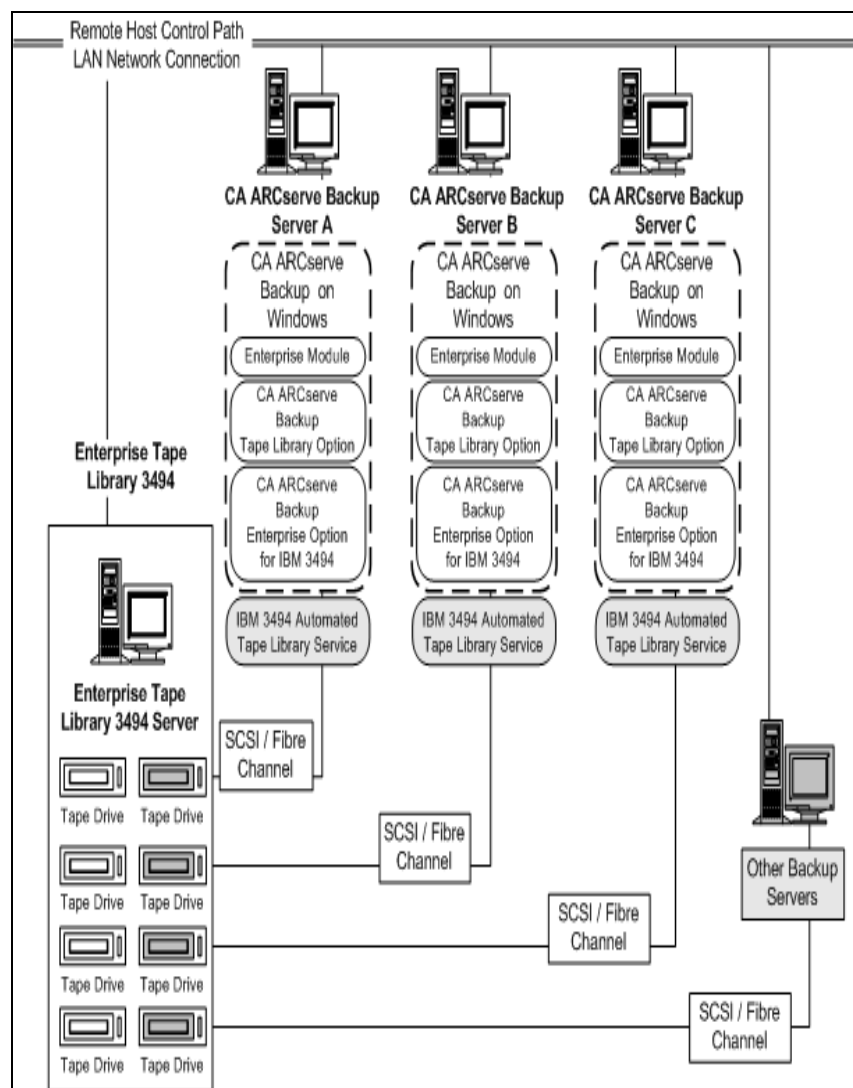 Remote Host Control Path
LAN Network Connection
CA ARCserve Backup
Server A
CA ARCserve Backup
Server B
CA ARCserve Backup
Server C
CA ARCserve
Backup on
Windows
Enterprise Module
CA ARCserve
Backup
Tape Library Option
CA ARCserve
Backup
Enterprise Option
for IBM 3494
IBM 3494 Automated
Tape Library Service
CA ARCserve
Backup on
Windows
Enterprise Module
CA ARCserve
Backup
Tape Library Option
CA ARCserve
Backup
Enterprise Option
for IBM 3494
IBM 3494 Automated
Tape Library Service
CA ARCserve
Backup on
Windows
Enterprise Module
CA ARCserve
Backup
Tape Library Option
CA ARCserve
Backup
Enterprise Option
for IBM 3494
IBM 3494 Automated
Tape Library Service
Enterprise Tape
Library 3494
Enterprise Tape
Library 3494 Server
Tape Drive
Tape Drive
Tape Drive
Tape Drive
Tape Drive
Tape Drive
Tape Drive
Tape Drive
SCSI / Fibre
Channel
SCSI / Fibre
Channel
SCSI / Fibre
Channel
SCSI / Fibre
Channel
Other Backup
Servers